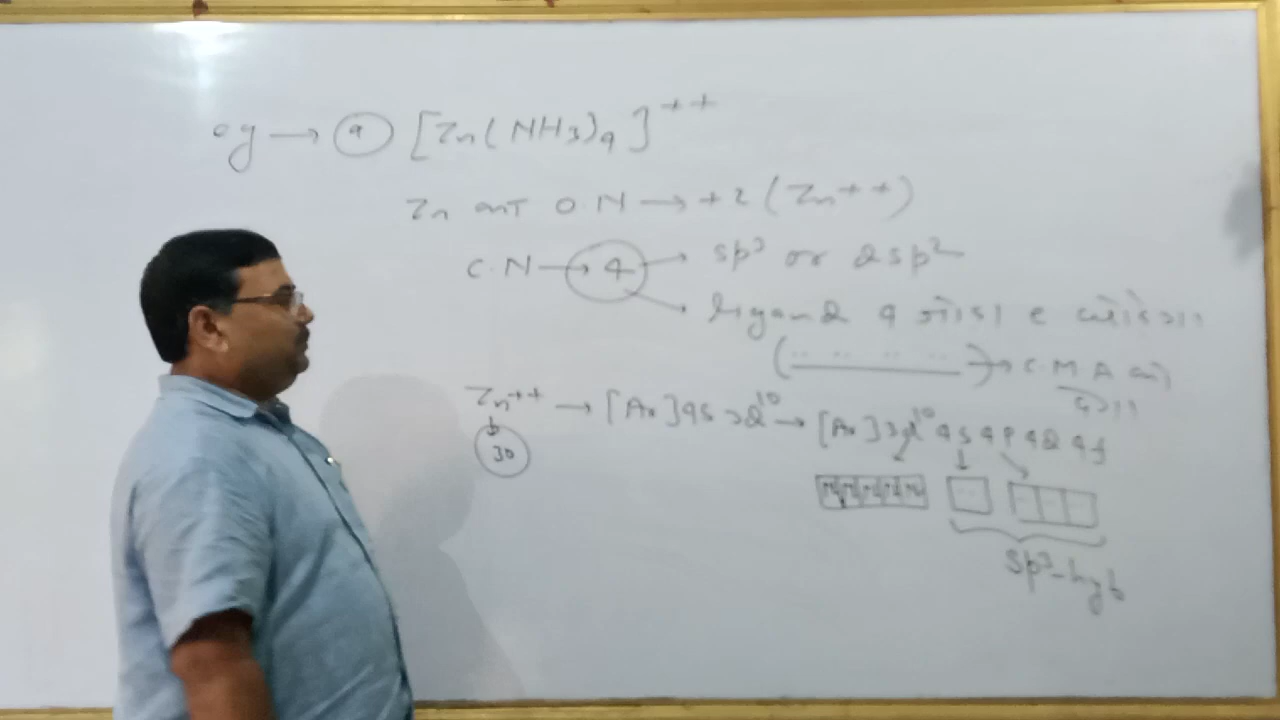 eg → ④ [Zn(NH3)4]++
Zn का O.N → +2 (Zn++)
C.N → 4 → sp³ or dsp²
ligand 4 जोड़ा e
C M A को
Zn++ → [Ar]4s 3d¹⁰ → [Ar]3d¹⁰ 4s 4p 4d 4f
30
sp³-hyb